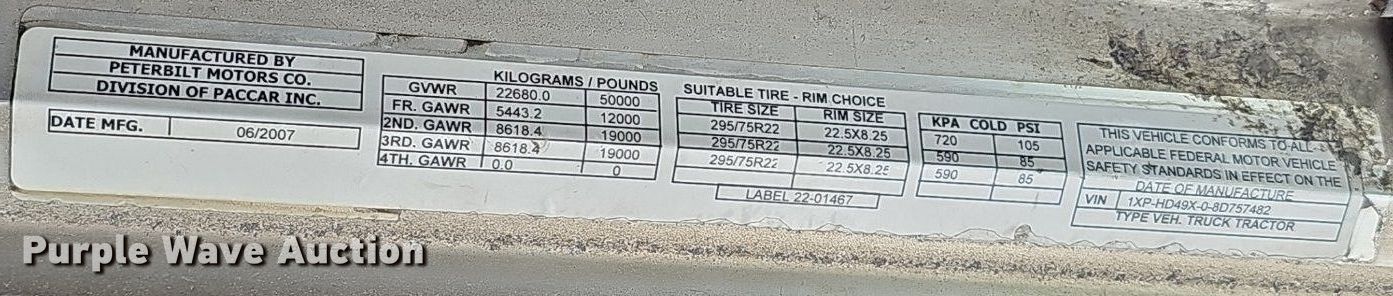 MANUFACTURED BY
PETERBILT MOTORS CO.
DIVISION OF PACCAR INC.
DATE MFG. 06/2007
KILOGRAMS / POUNDS
GVWR 22680.0 50000
FR. GAWR 5443.2 12000
2ND. GAWR 8618.4 19000
3RD. GAWR 8618.4 19000
4TH. GAWR 0.0 0
SUITABLE TIRE - RIM CHOICE
TIRE SIZE RIM SIZE
295/75R22 22.5X8.25
295/75R22 22.5X8.25
295/75R22 22.5X8.25
LABEL 22-01467
KPA COLD PSI
720 105
590 85
590 85
THIS VEHICLE CONFORMS TO ALL
APPLICABLE FEDERAL MOTOR VEHICLE
SAFETY STANDARDS IN EFFECT ON THE
DATE OF MANUFACTURE
VIN 1XP-HD49X-0-8D757482
TYPE VEH. TRUCK TRACTOR
Purple Wave Auction